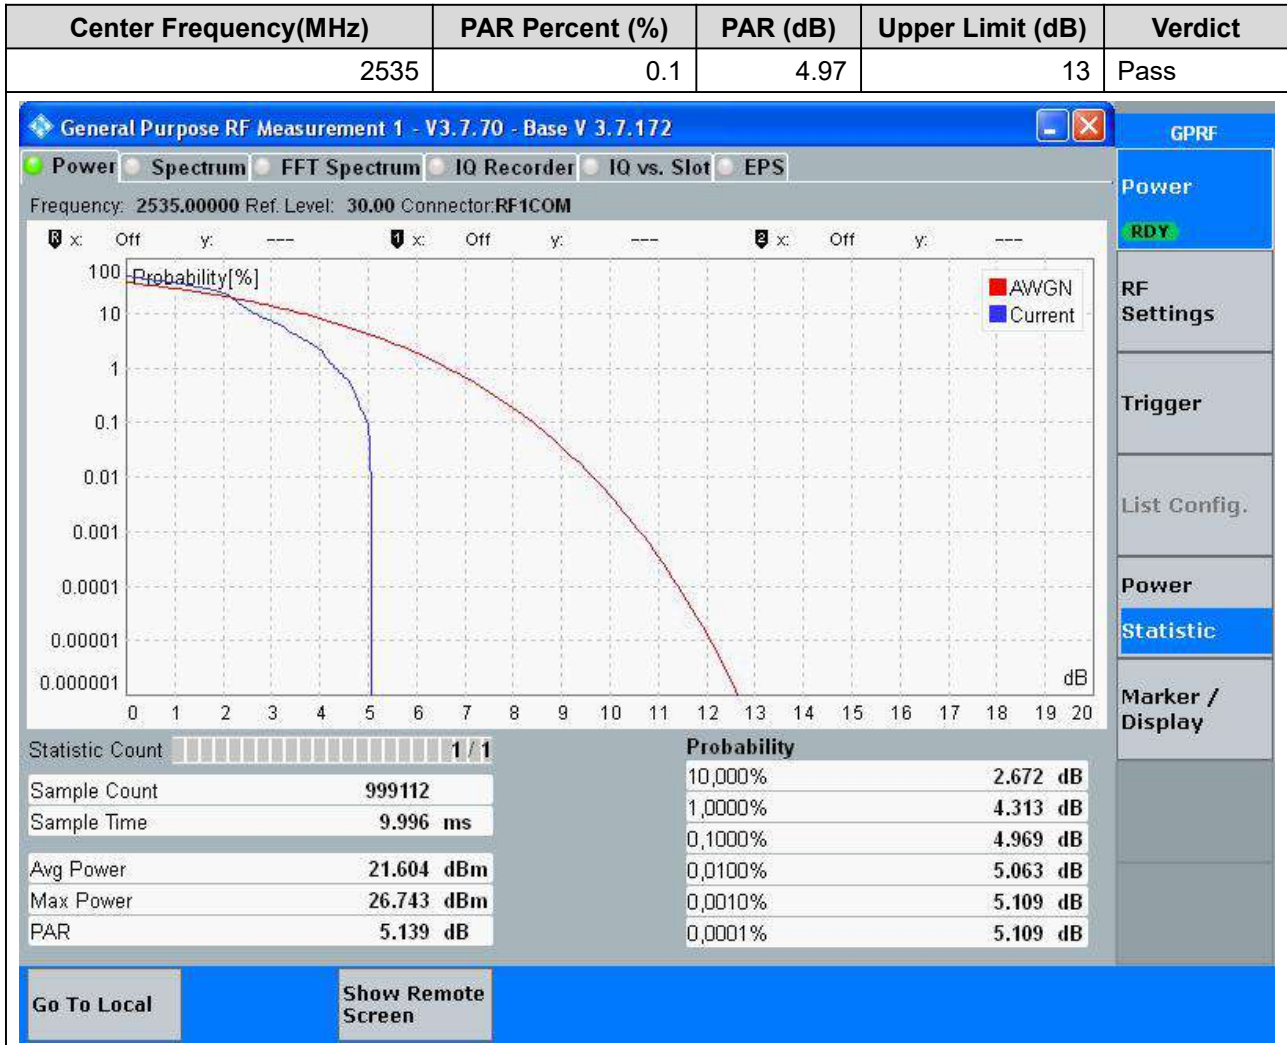 Center Frequency(MHz) PAR Percent (%) PAR (dB) Upper Limit (dB) Verdict
2535 0.1 4.97 13 Pass
General Purpose RF Measurement 1 - V3.7.70 - Base V 3.7.172
GPRF
Power Spectrum FFT Spectrum IQ Recorder IQ vs. Slot EPS
Power
RDY
Frequency: 2535.00000 Ref. Level: 30.00 Connector:RF1COM
R x: Off y: --- 1 x: Off y: --- 2 x: Off y: ---
Probability[%]
AWGN
Current
100
10
1
0.1
0.01
0.001
0.0001
0.00001
0.000001
dB
0 1 2 3 4 5 6 7 8 9 10 11 12 13 14 15 16 17 18 19 20
RF
Settings
Trigger
List Config.
Power
Statistic
Marker /
Display
Statistic Count 1 / 1
Sample Count 999112
Sample Time 9.996 ms
Avg Power 21.604 dBm
Max Power 26.743 dBm
PAR 5.139 dB
Probability
10,000% 2.672 dB
1,0000% 4.313 dB
0,1000% 4.969 dB
0,0100% 5.063 dB
0,0010% 5.109 dB
0,0001% 5.109 dB
Go To Local
Show Remote
Screen